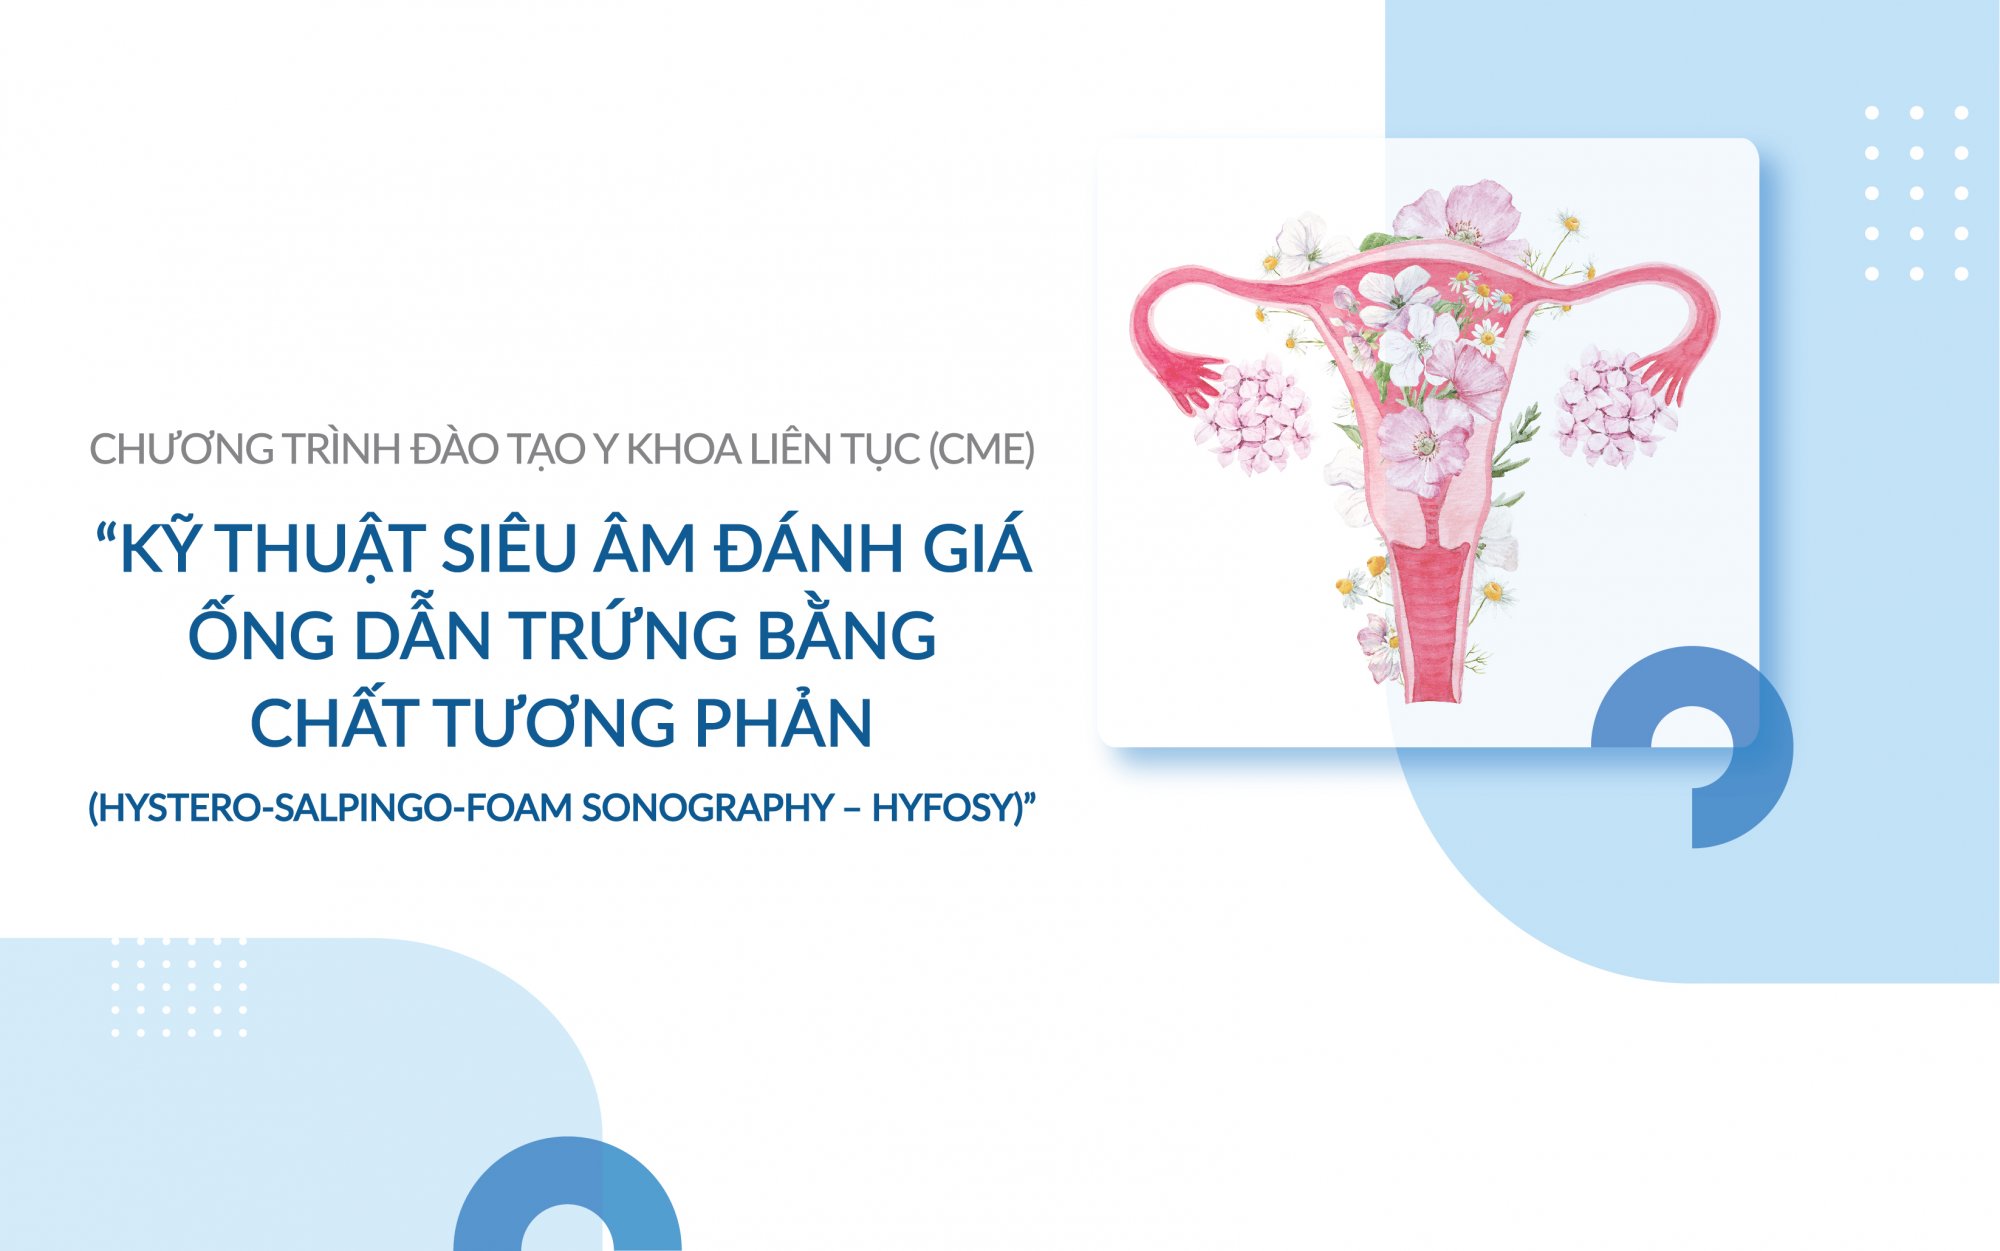 CHƯƠNG TRÌNH ĐÀO TẠO Y KHOA LIÊN TỤC (CME)
“KỸ THUẬT SIÊU ÂM ĐÁNH GIÁ
ỐNG DẪN TRỨNG BẰNG
CHẤT TƯƠNG PHẢN
(HYSTERO-SALPINGO-FOAM SONOGRAPHY – HYFOSY)”